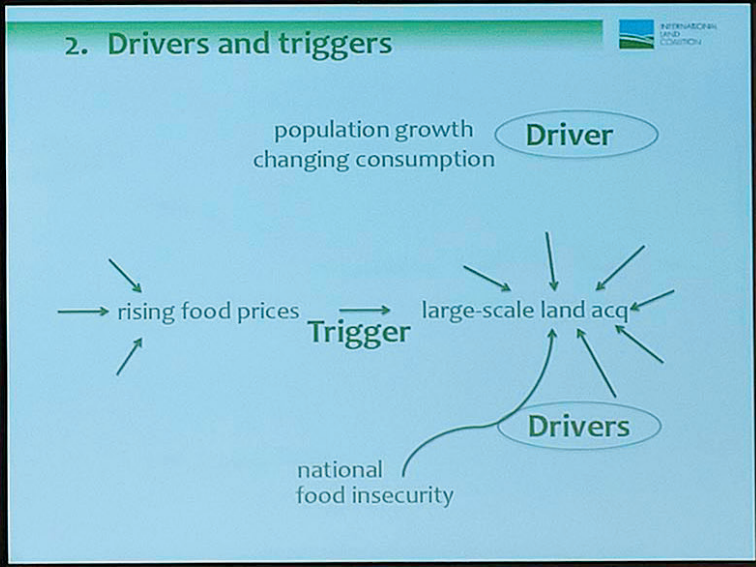 2. Drivers and triggers
INTERNATIONAL
LAND
COALITION
population growth
changing consumption
Driver
rising food prices
Trigger
large-scale land acq
Drivers
national
food insecurity